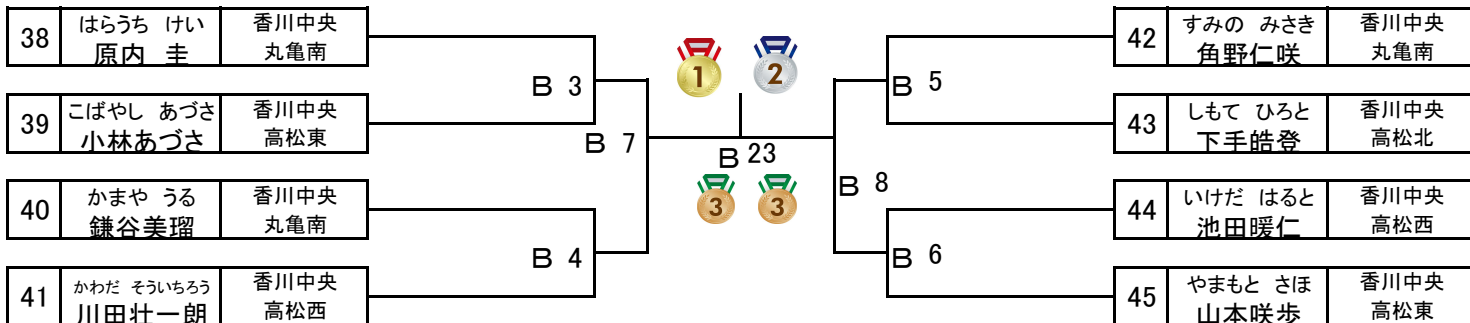 38
はらうち けい
原内 圭
香川中央
丸亀南
39
こばやし あづさ
小林あづさ
香川中央
高松東
40
かまや うる
鎌谷美瑠
香川中央
丸亀南
41
かわだ そういちろう
川田壮一朗
香川中央
高松西
B 3
B 4
B 7
1
2
B 23
3
3
B 8
B 5
B 6
42
すみの みさき
角野仁咲
香川中央
丸亀南
43
しもて ひろと
下手皓登
香川中央
高松北
44
いけだ はると
池田暖仁
香川中央
高松西
45
やまもと さほ
山本咲歩
香川中央
高松東